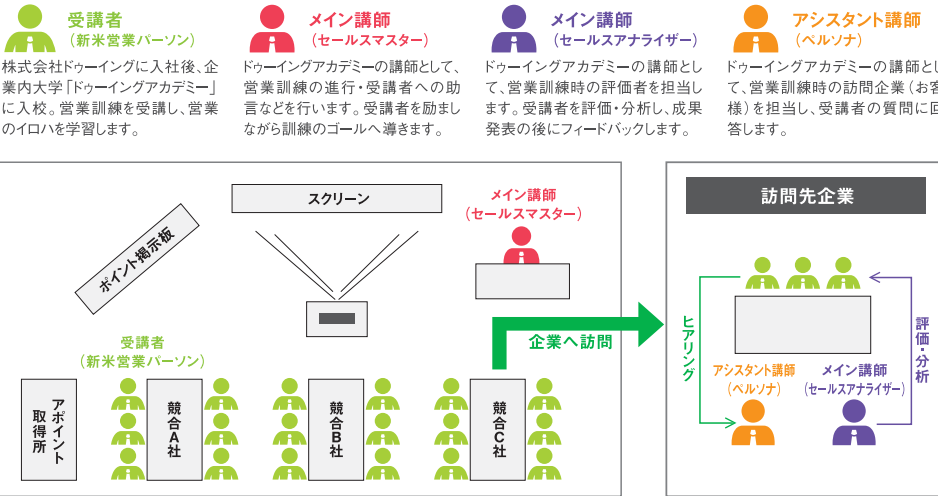 受講者
（新米営業パーソン）
株式会社ドゥーイングに入社後、企
業内大学「ドゥーイングアカデミー」
に入校。営業訓練を受講し、営業
のイロハを学習します。
メイン講師
（セールスマスター）
ドゥーイングアカデミーの講師として、
営業訓練の進行・受講者への助
言などを行います。受講者を励まし
ながら訓練のゴールへ導きます。
メイン講師
（セールスアナライザー）
ドゥーイングアカデミーの講師とし
て、営業訓練時の評価者を担当し
ます。受講者を評価・分析し、成果
発表の後にフィードバックします。
アシスタント講師
（ペルソナ）
ドゥーイングアカデミーの講師とし
て、営業訓練時の訪問企業（お客
様）を担当し、受講者の質問に回
答します。
スクリーン
メイン講師
（セールスマスター）
ポイント掲示板
受講者
（新米営業パーソン）
アポイント
取得所
競合A社
競合B社
競合C社
企業へ訪問
訪問先企業
ヒアリング
評価・分析
アシスタント講師
（ペルソナ）
メイン講師
（セールスアナライザー）